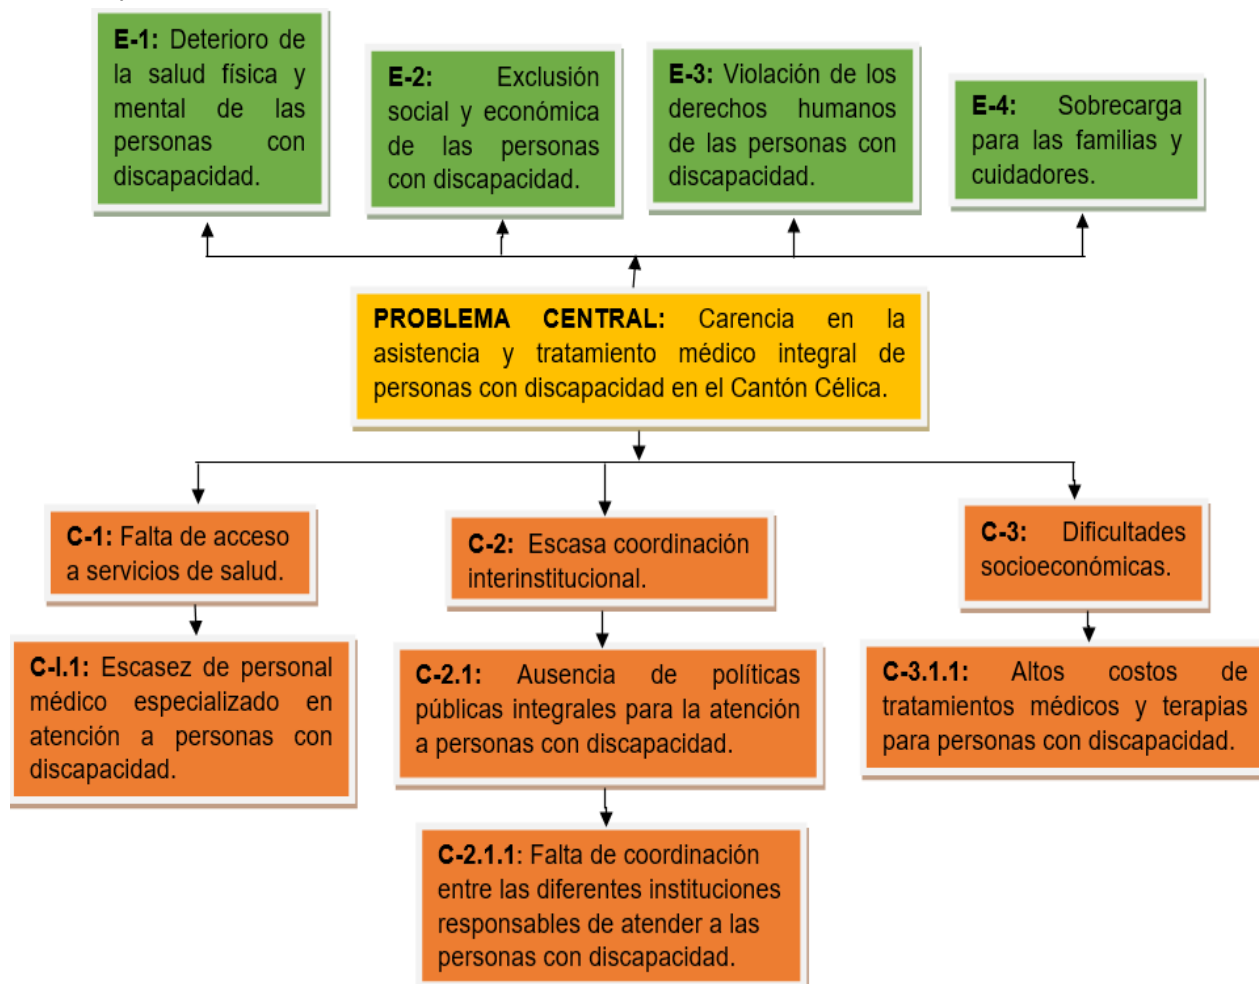 E-1: Deterioro de
la salud física y
mental de las
personas con
discapacidad.
E-2: Exclusión
social y económica
de las personas
con discapacidad.
E-3: Violación de los
derechos humanos
de las personas con
discapacidad.
E-4: Sobrecarga
para las familias y
cuidadores.
PROBLEMA CENTRAL: Carencia en la
asistencia y tratamiento médico integral de
personas con discapacidad en el Cantón Célica.
C-1: Falta de acceso
a servicios de salud.
C-2: Escasa coordinación
interinstitucional.
C-3: Dificultades
socioeconómicas.
C-I.1: Escasez de personal
médico especializado en
atención a personas con
discapacidad.
C-2.1: Ausencia de políticas
públicas integrales para la atención
a personas con discapacidad.
C-3.1.1: Altos costos de
tratamientos médicos y terapias
para personas con discapacidad.
C-2.1.1: Falta de coordinación
entre las diferentes instituciones
responsables de atender a las
personas con discapacidad.